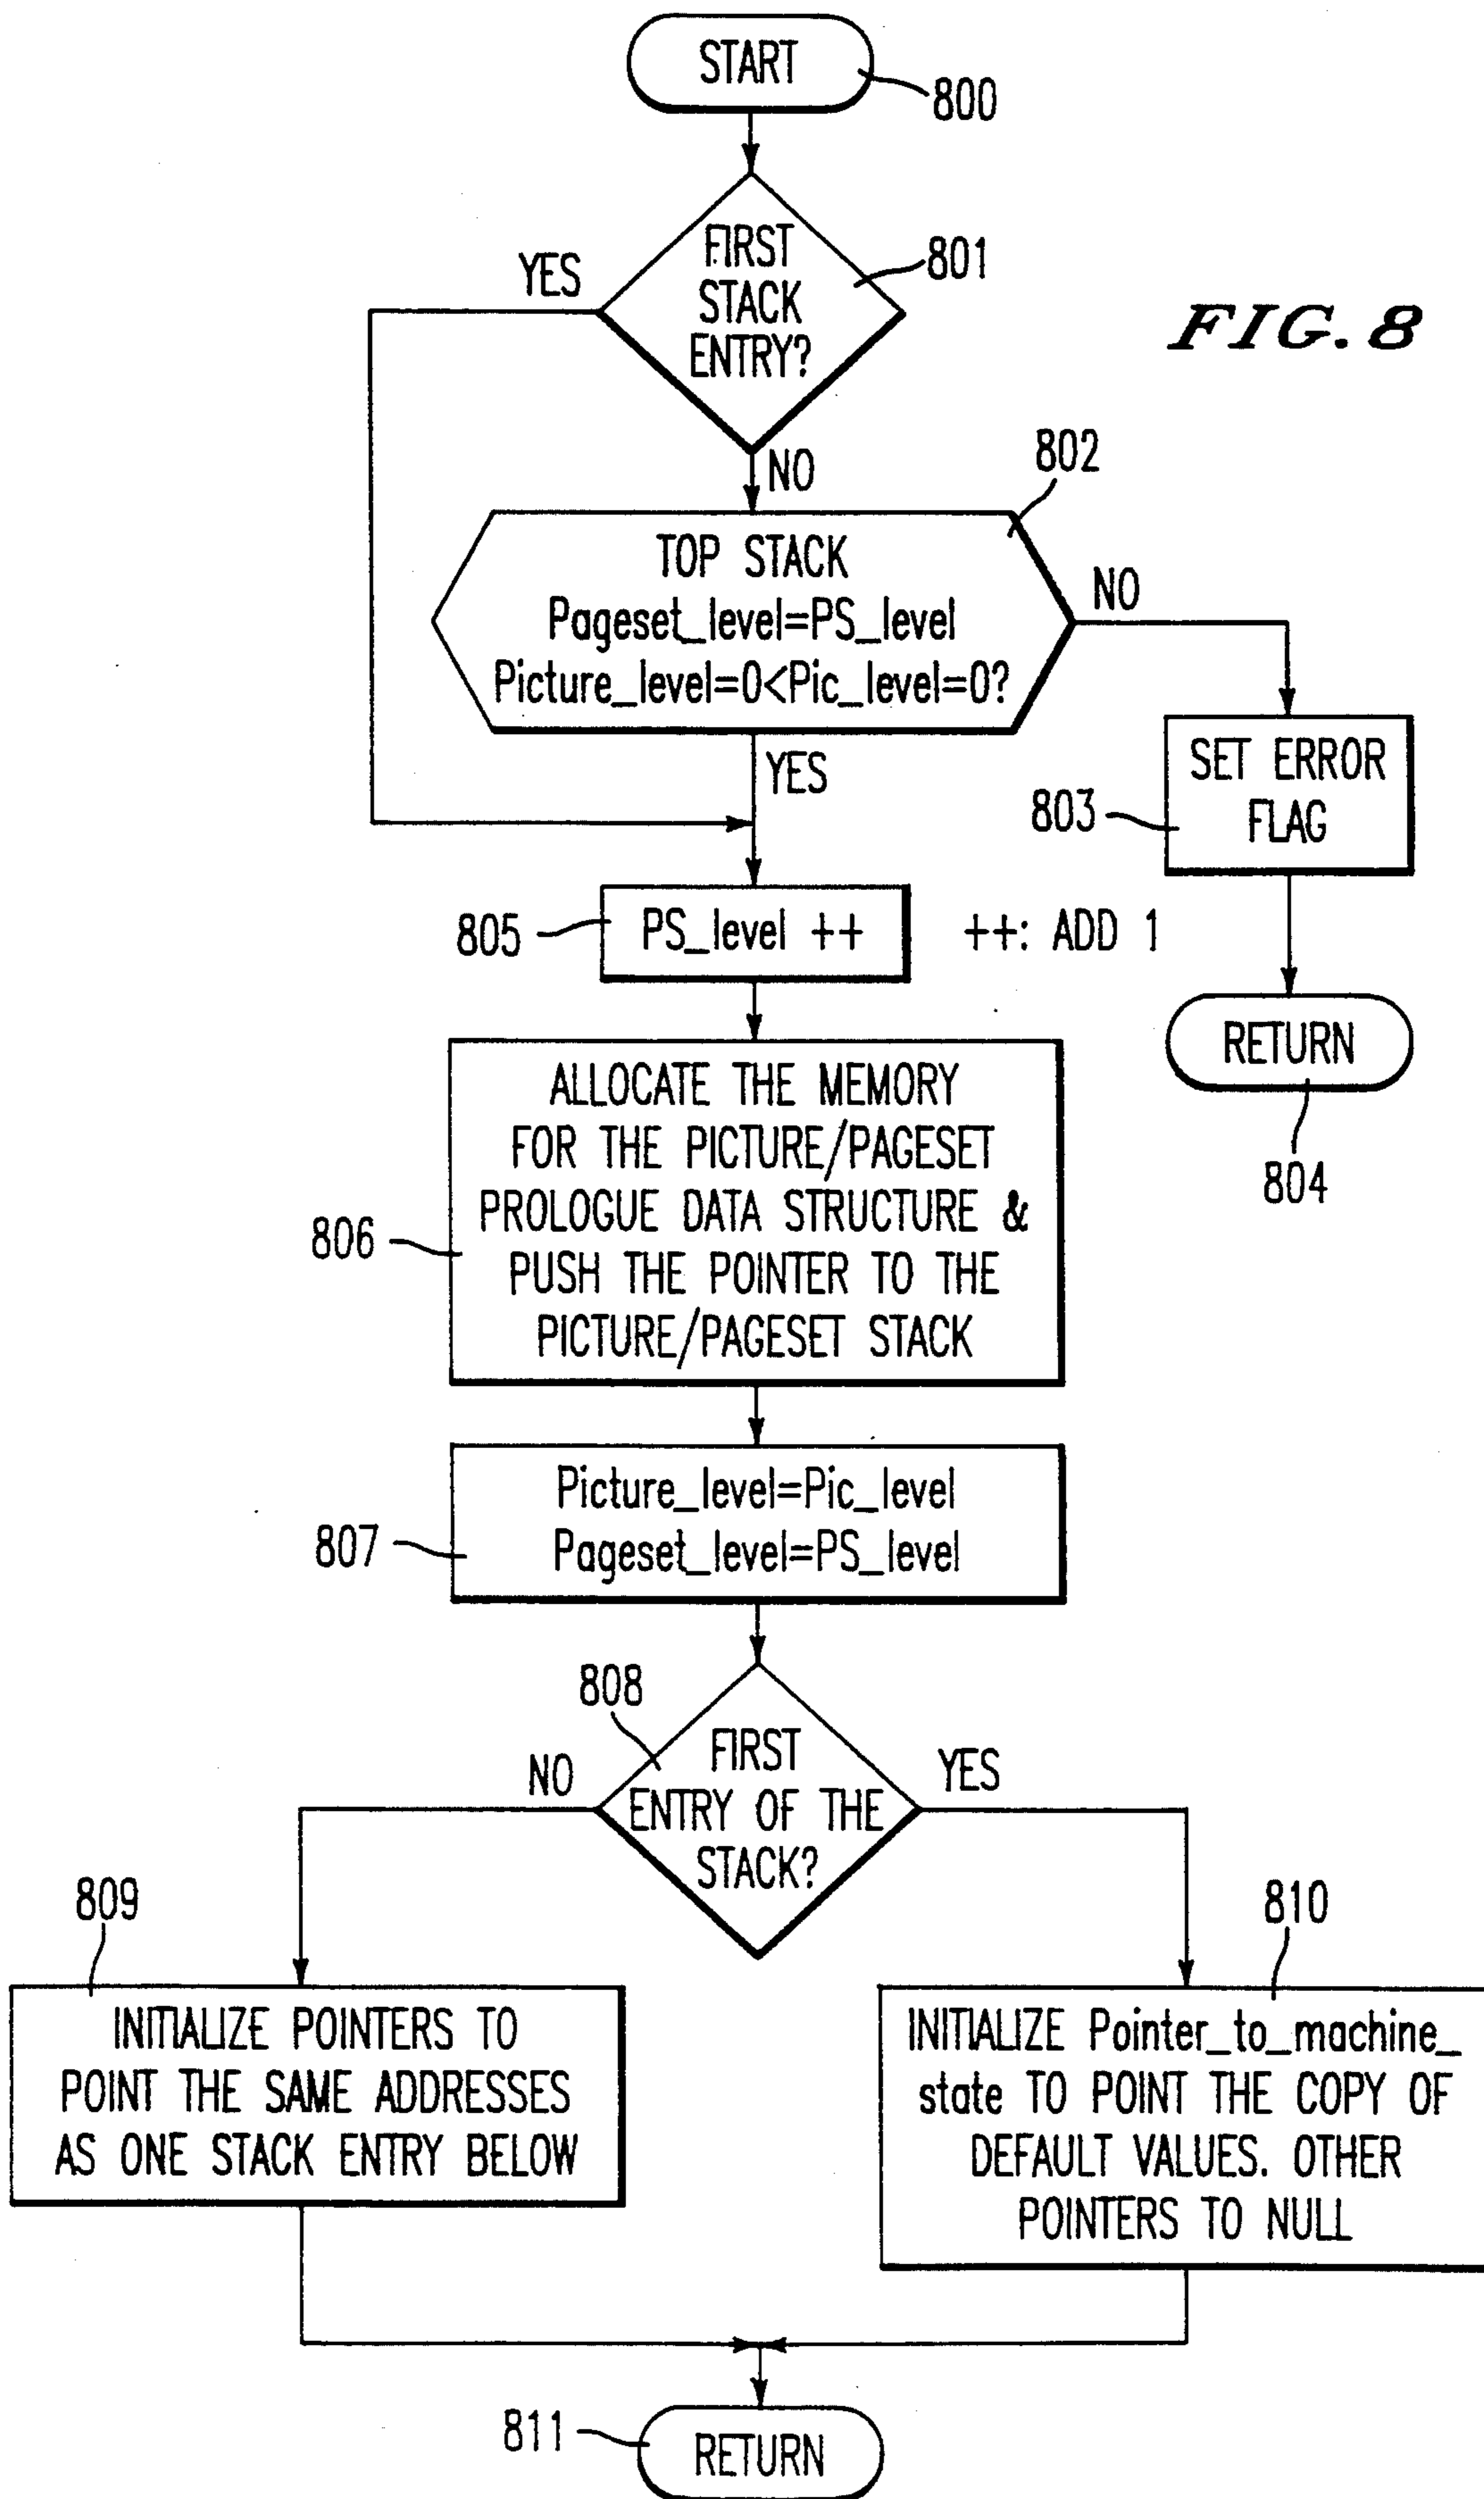 START
800
FIRST
STACK
ENTRY?
801
YES
FIG. 8
NO
802
TOP STACK
Pageset_level=PS_level
Picture_level=0<Pic_level=0?
NO
YES
SET ERROR
FLAG
803
805
PS_level ++
++: ADD 1
RETURN
804
806
ALLOCATE THE MEMORY
FOR THE PICTURE/PAGESET
PROLOGUE DATA STRUCTURE &
PUSH THE POINTER TO THE
PICTURE/PAGESET STACK
807
Picture_level=Pic_level
Pageset_level=PS_level
808
FIRST
ENTRY OF THE
STACK?
NO
YES
809
INITIALIZE POINTERS TO
POINT THE SAME ADDRESSES
AS ONE STACK ENTRY BELOW
810
INITIALIZE Pointer_to_machine_
state TO POINT THE COPY OF
DEFAULT VALUES. OTHER
POINTERS TO NULL
811
RETURN